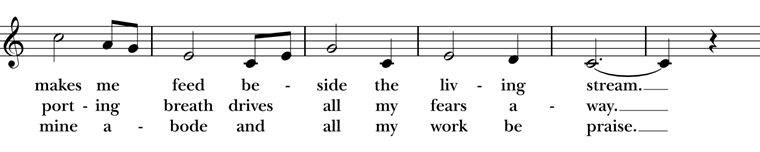 makes me feed be - side the liv - ing stream.
port - ing breath drives all my fears a - way.
mine a - bode and all my work be praise.